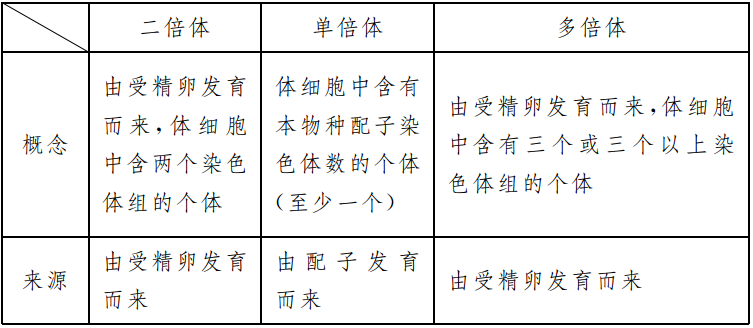 二倍体 单倍体 多倍体
概念
由受精卵发育
而来,体细胞
中含两个染色
体组的个体
体细胞中含有
本物种配子染
色体数的个体
(至少一个)
由受精卵发育而来,体细胞
中含有三个或三个以上染
色体组的个体
来源
由受精卵发育
而来
由配子发育
而来
由受精卵发育而来